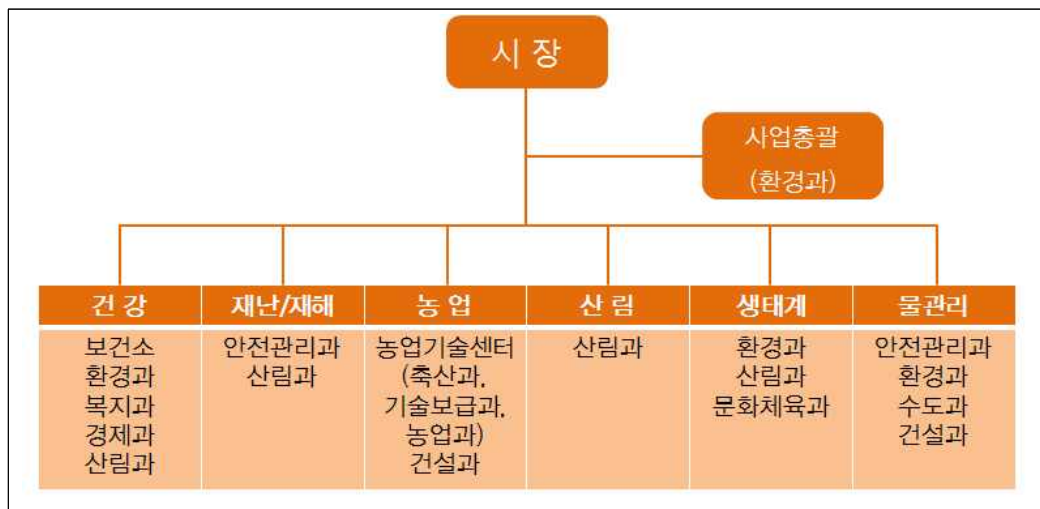 시 장
사업총괄
(환경과)
건 강
보건소
환경과
복지과
경제과
산림과
재난/재해
안전관리과
산림과
농 업
농업기술센터
(축산과,
기술보급과,
농업과)
건설과
산 림
산림과
생태계
환경과
산림과
문화체육과
물관리
안전관리과
환경과
수도과
건설과